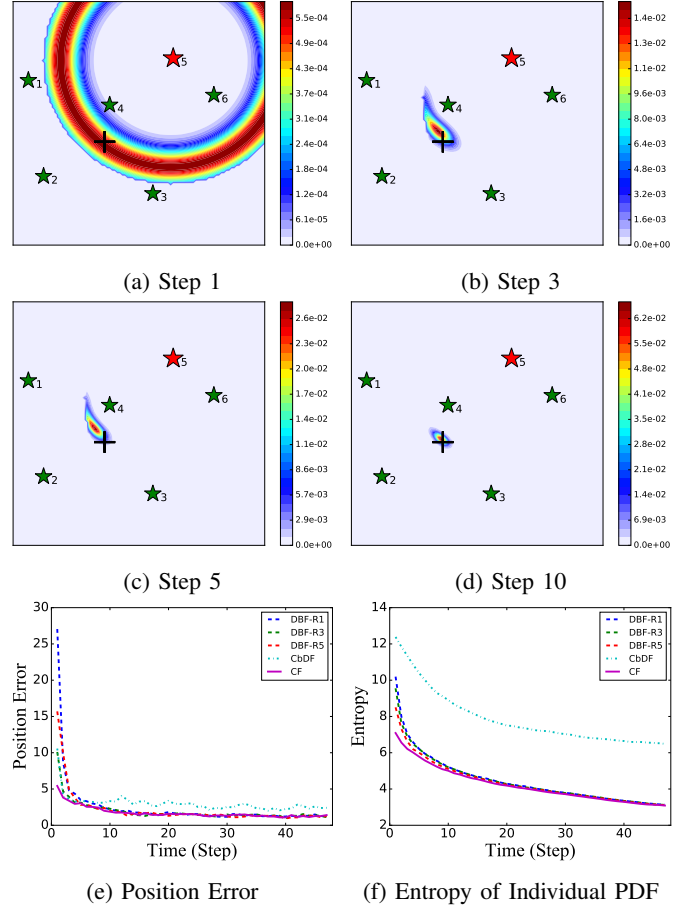 5
1
6
4
2
3
5.5e-04
4.9e-04
4.3e-04
3.7e-04
3.1e-04
2.4e-04
1.8e-04
1.2e-04
6.1e-05
0.0e+00
(a) Step 1
5
1
6
4
2
3
1.4e-02
1.2e-02
1.1e-02
9.4e-03
7.8e-03
6.2e-03
4.7e-03
3.1e-03
1.6e-03
0.0e+00
(b) Step 3
5
1
6
4
2
3
2.6e-02
2.3e-02
2.0e-02
1.8e-02
1.5e-02
1.2e-02
8.8e-03
5.9e-03
2.9e-03
0.0e+00
(c) Step 5
5
1
6
4
2
3
6.6e-02
5.9e-02
5.1e-02
4.4e-02
3.7e-02
2.9e-02
2.2e-02
1.5e-02
7.3e-03
0.0e+00
(d) Step 10
30
25
20
15
10
5
0
Position Error
DBF-R1
DBF-R3
DBF-R5
CbDF
CF
10 20 30 40
Time (Step)
(e) Position Error
14
12
10
8
6
4
2
Entropy
DBF-R1
DBF-R3
DBF-R5
CbDF
CF
0 10 20 30 40
Time (Step)
(f) Entropy of Individual PDF